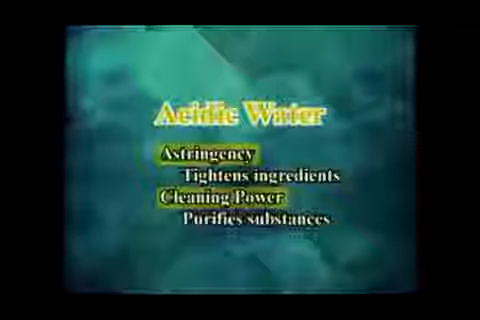 Acidic Water
Astringency
Tightens ingredients
Cleaning Power
Purifies substances